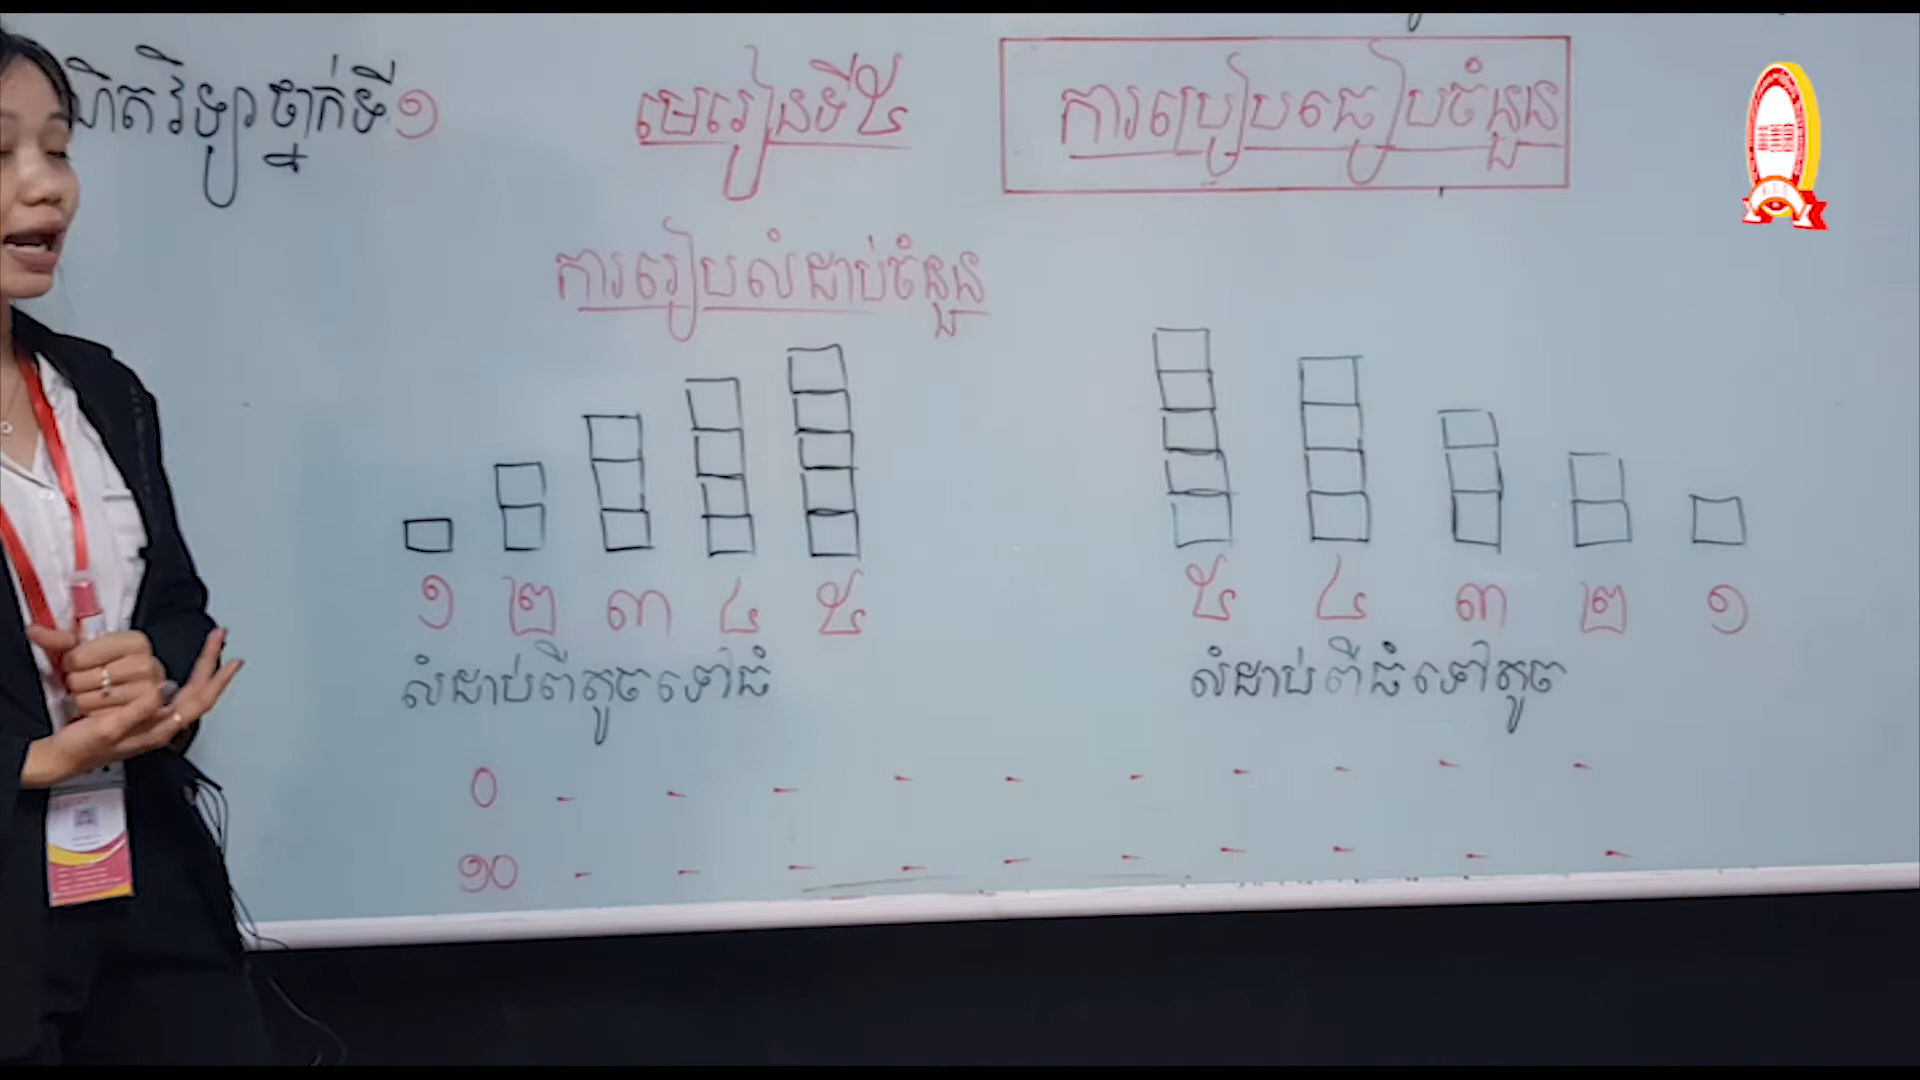 ណិតវិទ្យាថ្នាក់ទី១
មេរៀនទី៥
ការប្រៀបធៀបចំនួន
ការរៀបលំដាប់ចំនួន
១ ២ ៣ ៤ ៥
៥ ៤ ៣ ២ ១
លំដាប់ពីតូចទៅធំ
លំដាប់ពីធំទៅតូច
0 - - - - - - - - - -
១0 - - - - - - - - - -